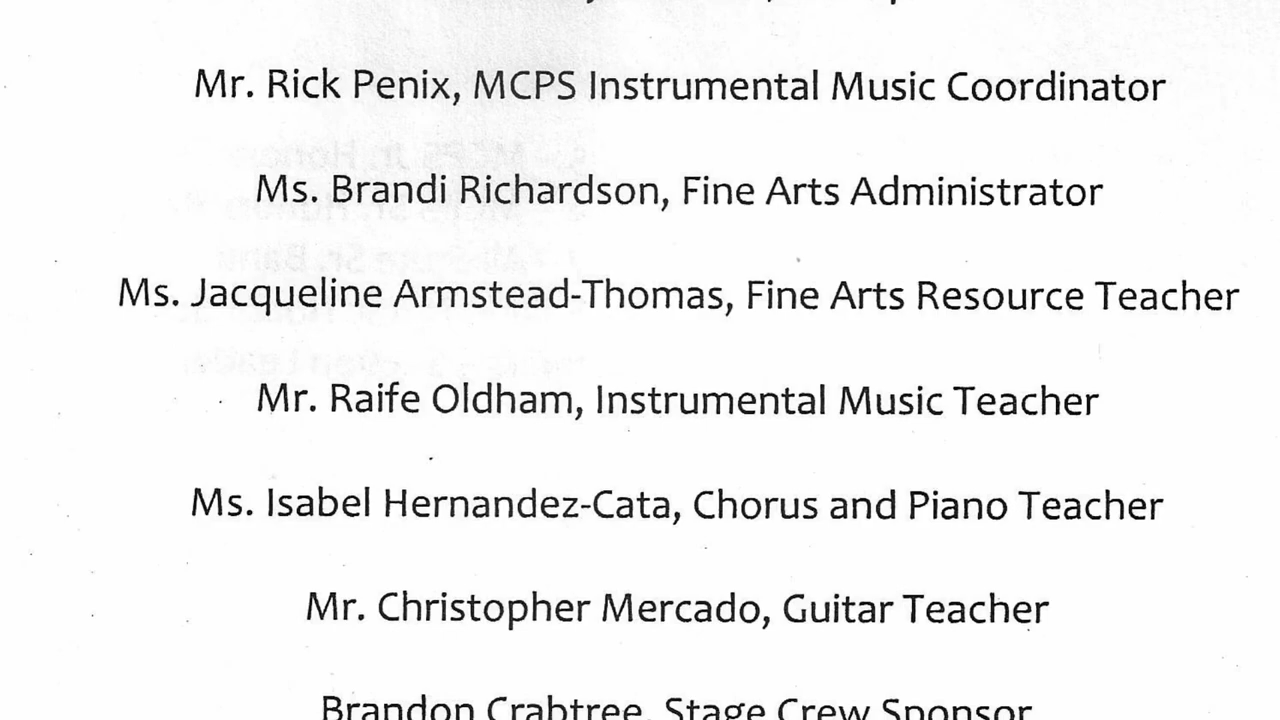 Mr. Rick Penix, MCPS Instrumental Music Coordinator
Ms. Brandi Richardson, Fine Arts Administrator
Ms. Jacqueline Armstead-Thomas, Fine Arts Resource Teacher
Mr. Raife Oldham, Instrumental Music Teacher
Ms. Isabel Hernandez-Cata, Chorus and Piano Teacher
Mr. Christopher Mercado, Guitar Teacher
Brandon Crabtree, Stage Crew Sponsor